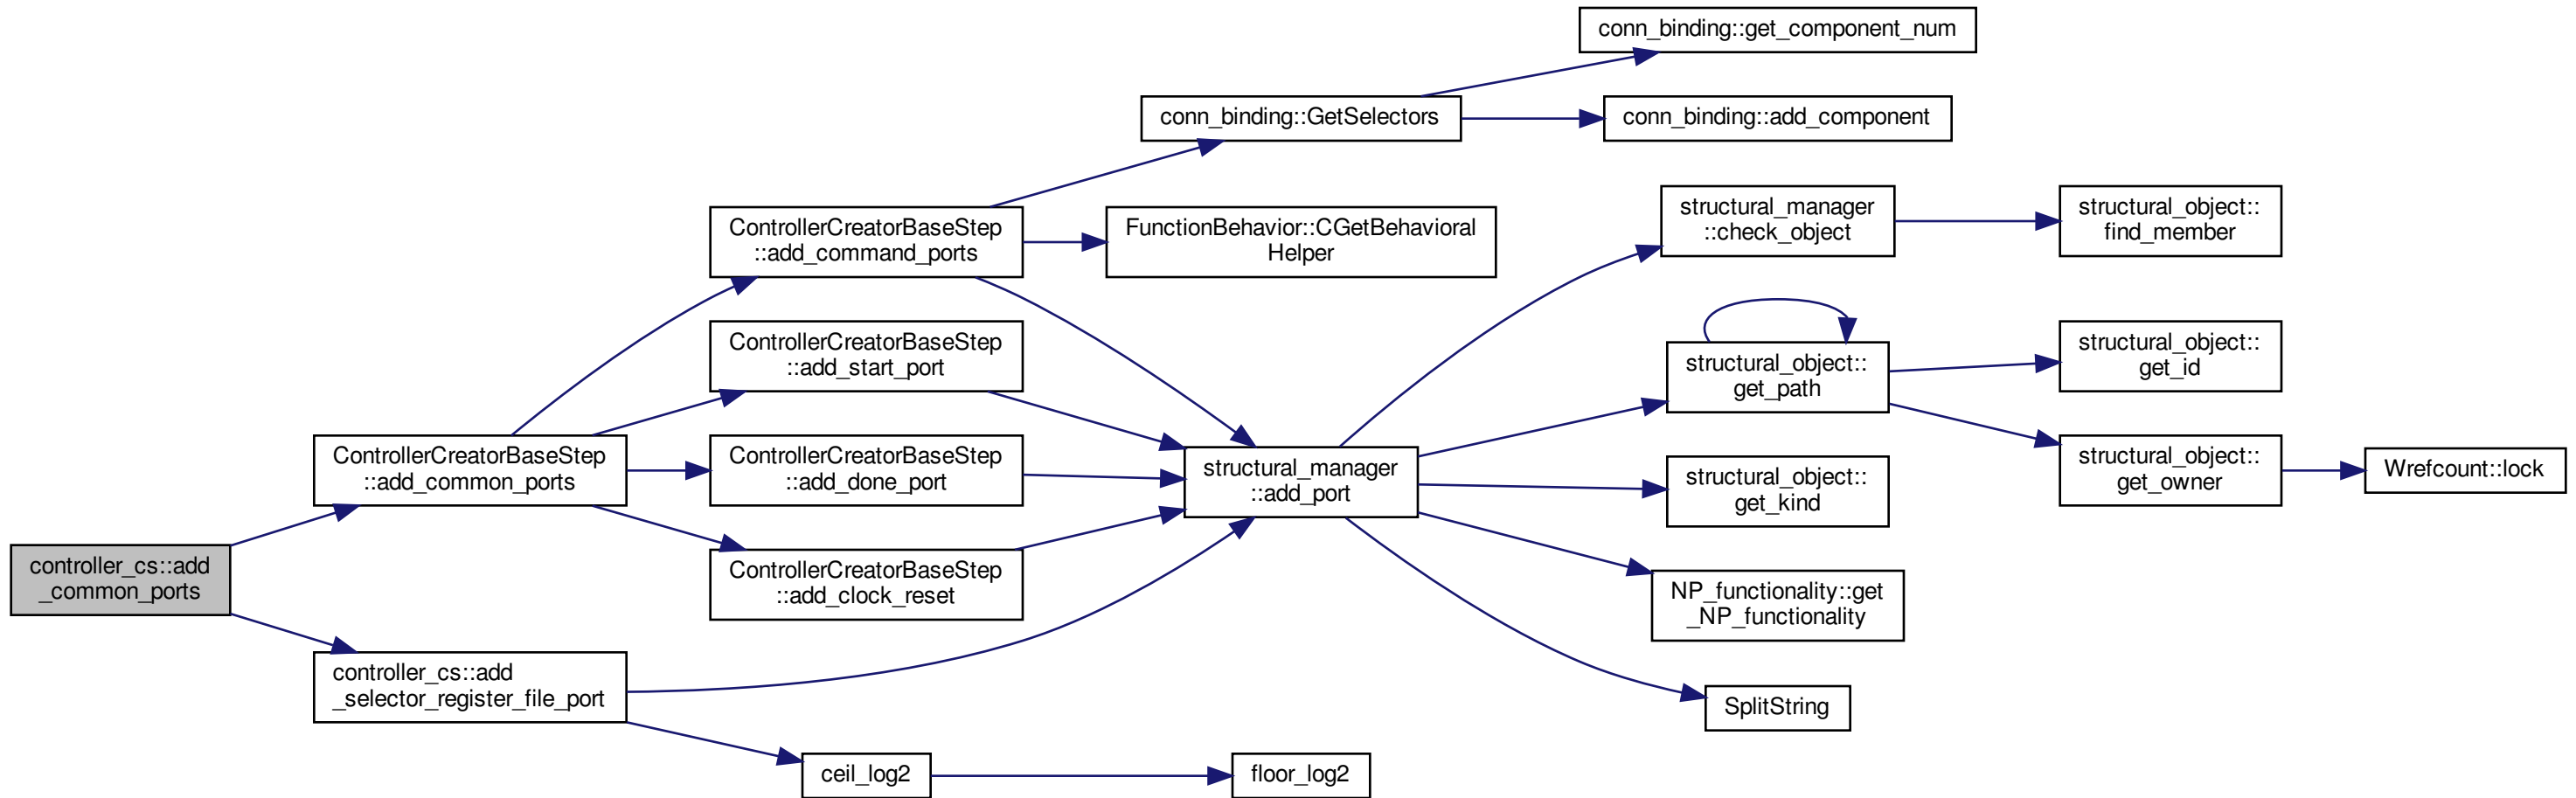 controller_cs::add
_common_ports
ControllerCreatorBaseStep
::add_common_ports
controller_cs::add
_selector_register_file_port
ControllerCreatorBaseStep
::add_command_ports
ControllerCreatorBaseStep
::add_start_port
ControllerCreatorBaseStep
::add_done_port
ControllerCreatorBaseStep
::add_clock_reset
ceil_log2
conn_binding::GetSelectors
FunctionBehavior::CGetBehavioral
Helper
structural_manager
::add_port
floor_log2
conn_binding::get_component_num
conn_binding::add_component
structural_manager
::check_object
structural_object::
get_path
structural_object::
get_kind
NP_functionality::get
_NP_functionality
SplitString
structural_object::
find_member
structural_object::
get_id
structural_object::
get_owner
Wrefcount::lock